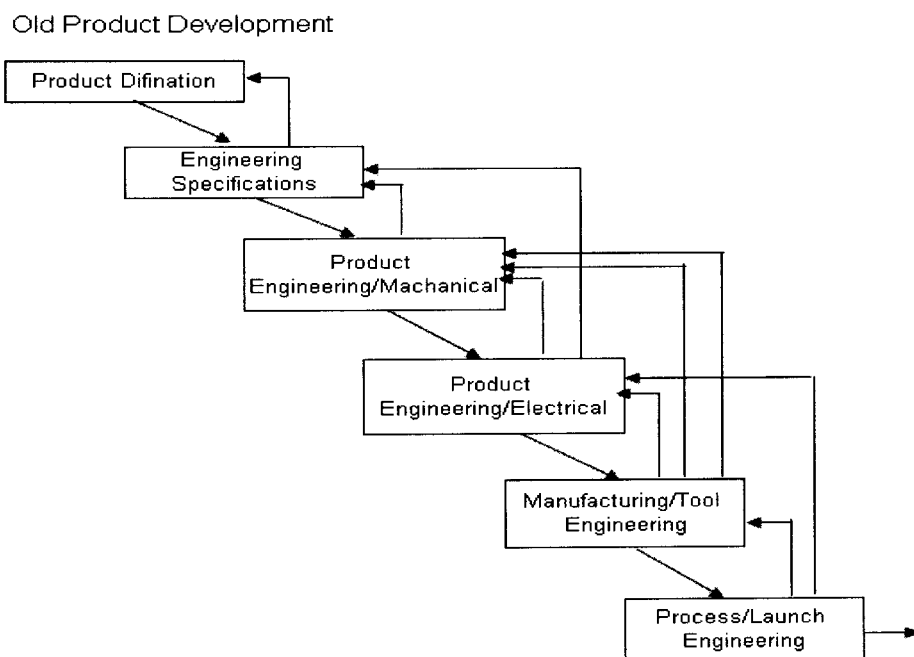 Old Product Development
Product Difination
Engineering
Specifications
Product
Engineering/Machanical
Product
Engineering/Electrical
Manufacturing/Tool
Engineering
Process/Launch
Engineering